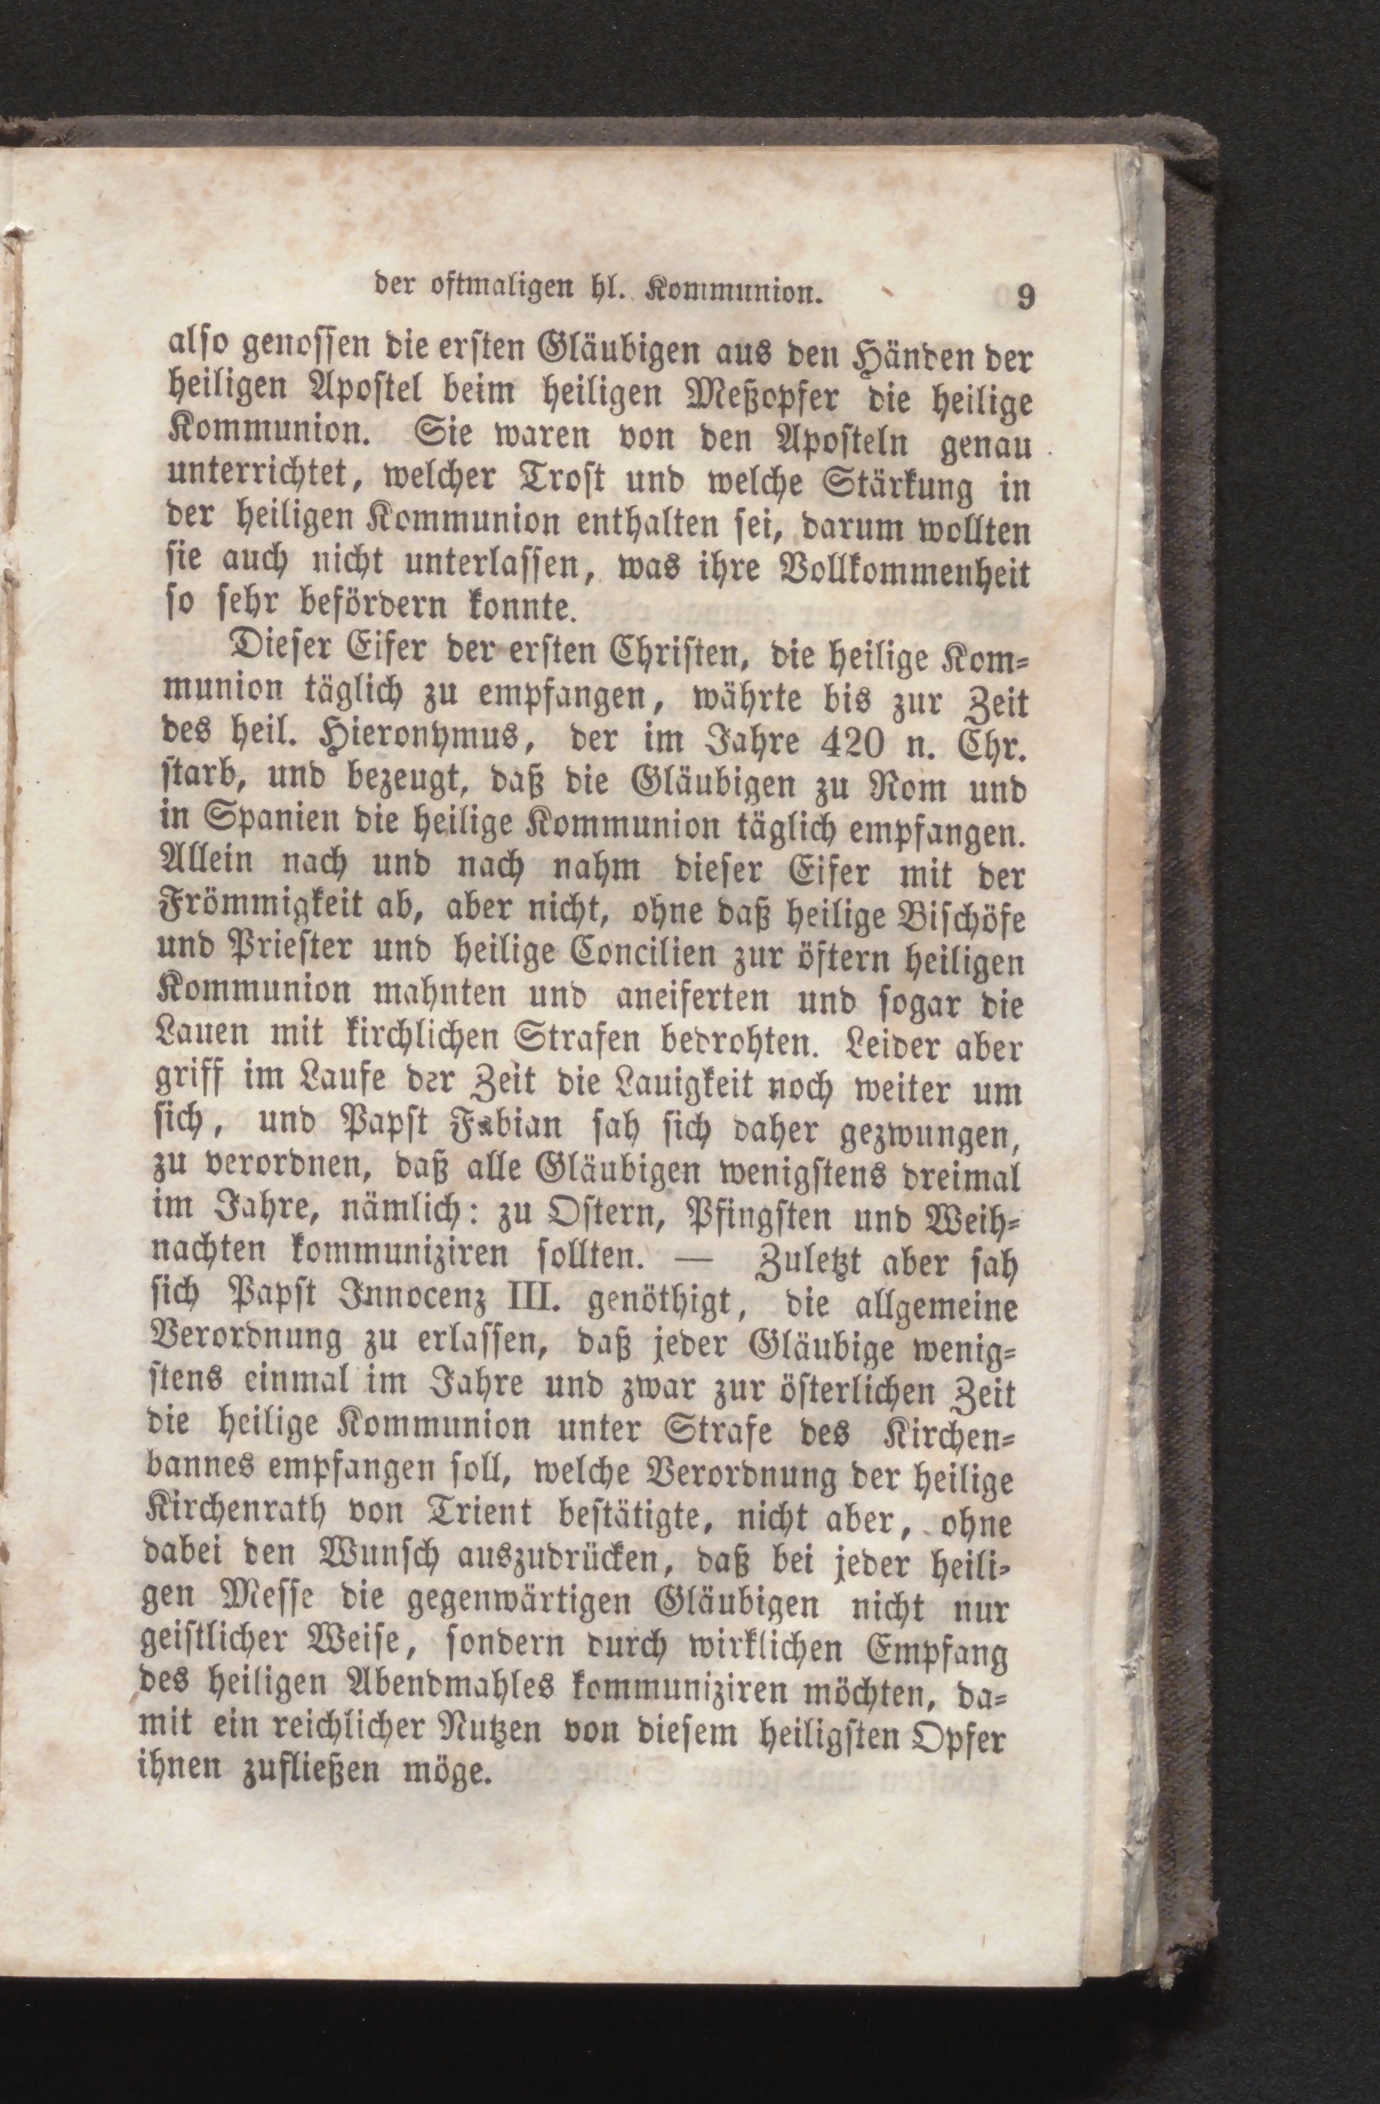 der oftmaligen hl. Kommunion. 9
also genossen die ersten Gläubigen aus den Händen der
heiligen Apostel beim heiligen Meßopfer die heilige
Kommunion. Sie waren von den Aposteln genau
unterrichtet, welcher Trost und welche Stärkung in
der heiligen Kommunion enthalten sei, darum wollten
sie auch nicht unterlassen, was ihre Vollkommenheit
so sehr befördern konnte.
Dieser Eifer der ersten Christen, die heilige Kom-
munion täglich zu empfangen, währte bis zur Zeit
des heil. Hieronymus, der im Jahre 420 n. Chr.
starb, und bezeugt, daß die Gläubigen zu Rom und
in Spanien die heilige Kommunion täglich empfangen.
Allein nach und nach nahm dieser Eifer mit der
Frömmigkeit ab, aber nicht, ohne daß heilige Bischöfe
und Priester und heilige Concilien zur öftern heiligen
Kommunion mahnten und aneiferten und sogar die
Lauen mit kirchlichen Strafen bedrohten. Leider aber
griff im Laufe der Zeit die Lauigkeit noch weiter um
sich, und Papst Fabian sah sich daher gezwungen,
zu verordnen, daß alle Gläubigen wenigstens dreimal
im Jahre, nämlich: zu Ostern, Pfingsten und Weih-
nachten kommuniziren sollten. — Zuletzt aber sah
sich Papst Innocenz III. genöthigt, die allgemeine
Verordnung zu erlassen, daß jeder Gläubige wenig-
stens einmal im Jahre und zwar zur österlichen Zeit
die heilige Kommunion unter Strafe des Kirchen-
bannes empfangen soll, welche Verordnung der heilige
Kirchenrath von Trient bestätigte, nicht aber, ohne
dabei den Wunsch auszudrücken, daß bei jeder heili-
gen Messe die gegenwärtigen Gläubigen nicht nur
geistlicher Weise, sondern durch wirklichen Empfang
des heiligen Abendmahles kommuniziren möchten, da-
mit ein reichlicher Nutzen von diesem heiligsten Opfer
ihnen zufließen möge.